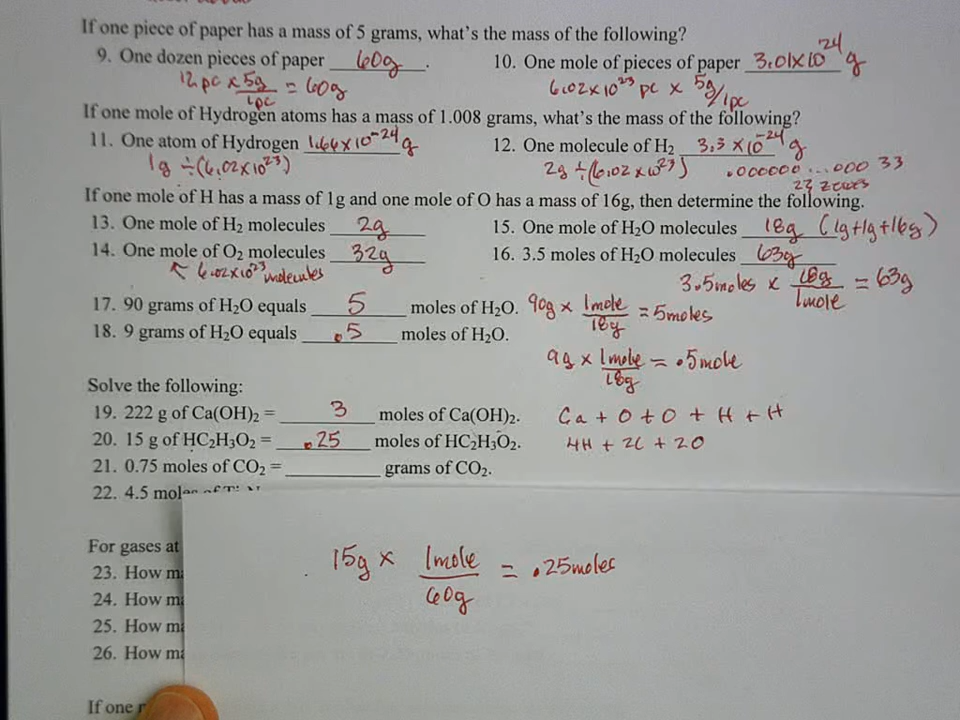 If one piece of paper has a mass of 5 grams, what's the mass of the following?
9. One dozen pieces of paper 60g. 10. One mole of pieces of paper 3.01x10^24 g
12 pc x 5g/1pc = 60g 6.02x10^23 pc x 5g/1pc
If one mole of Hydrogen atoms has a mass of 1.008 grams, what's the mass of the following?
11. One atom of Hydrogen 1.66x10^-24 g 12. One molecule of H₂ 3.3 x10^-24 g
1g ÷(6.02x10^23) 2g ÷(6.02 x10^23) .000000...000 33
23 zeroes
If one mole of H has a mass of 1g and one mole of O has a mass of 16g, then determine the following.
13. One mole of H₂ molecules 2g 15. One mole of H₂O molecules 18g (1g+1g+16g)
14. One mole of O₂ molecules 32g 16. 3.5 moles of H₂O molecules 63g
↖ 6.02x10^23 molecules 3.5moles x 18g/1mole = 63g
17. 90 grams of H₂O equals 5 moles of H₂O. 90g x 1mole/18g = 5moles
18. 9 grams of H₂O equals .5 moles of H₂O.
9g x 1mole/18g = .5mole
Solve the following:
19. 222 g of Ca(OH)₂ = 3 moles of Ca(OH)₂. Ca + O + O + H + H
20. 15 g of HC₂H₃O₂ = .25 moles of HC₂H₃O₂. 4H + 2C + 2O
21. 0.75 moles of CO₂ = grams of CO₂.
22. 4.5 moles of
For gases at
15g x 1mole/60g = .25moles
23. How
24. How
25. How
26. How
If one